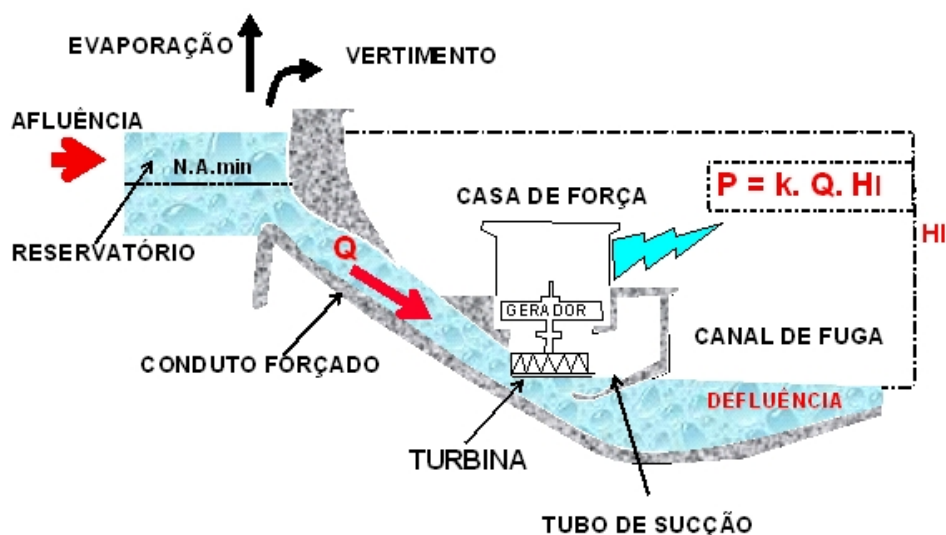 EVAPORAÇÃO
VERTIMENTO
AFLUÊNCIA
N.A.min
P = k. Q. Hl
CASA DE FORÇA
Hl
RESERVATÓRIO
Q
GERADOR
CANAL DE FUGA
CONDUTO FORÇADO
DEFLUÊNCIA
TURBINA
TUBO DE SUCÇÃO